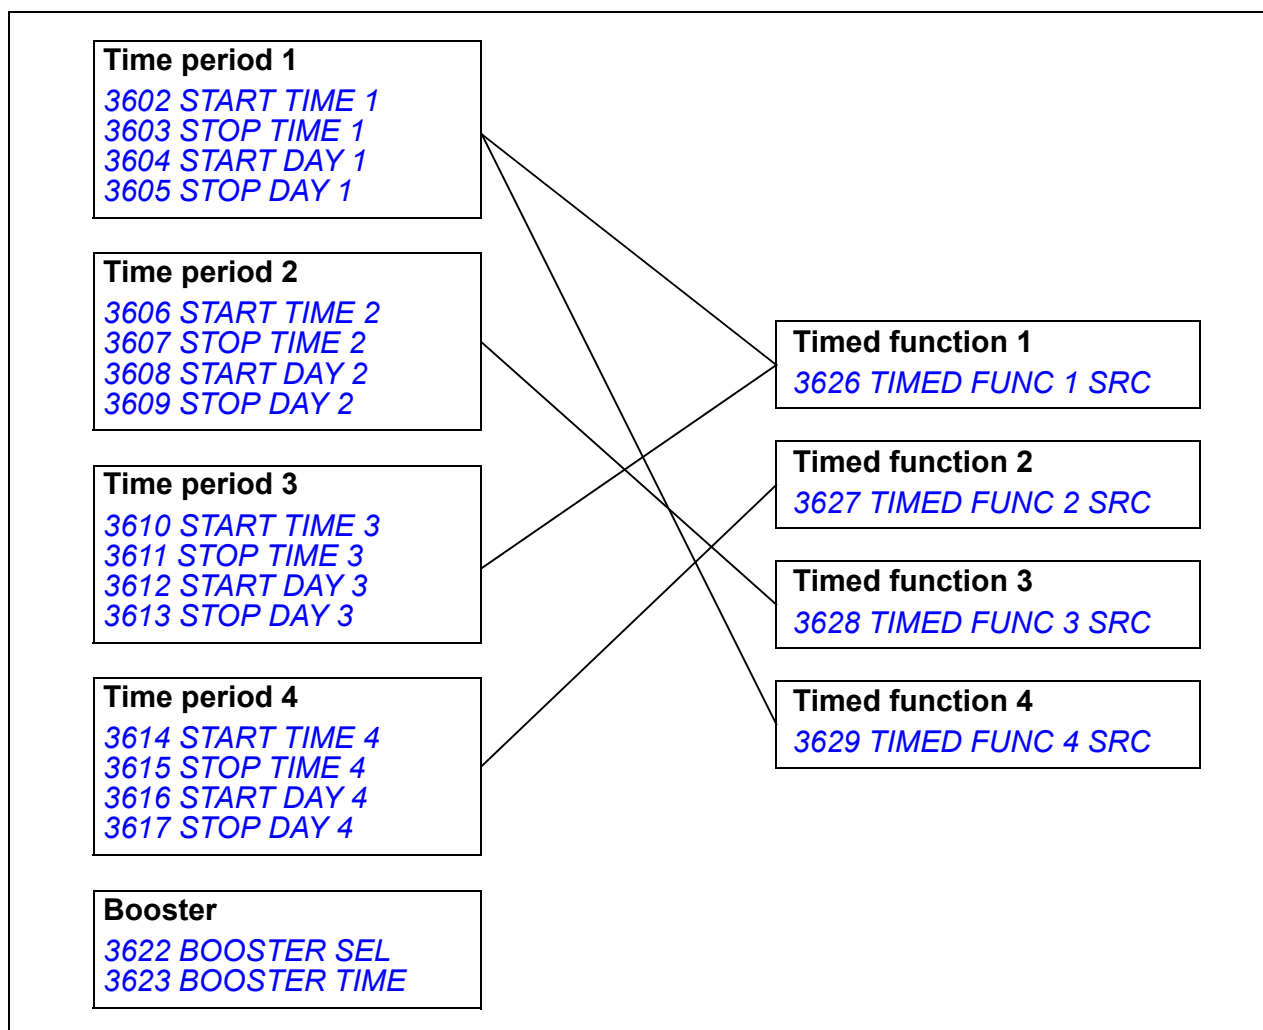 Time period 1
3602 START TIME 1
3603 STOP TIME 1
3604 START DAY 1
3605 STOP DAY 1
Time period 2
3606 START TIME 2
3607 STOP TIME 2
3608 START DAY 2
3609 STOP DAY 2
Time period 3
3610 START TIME 3
3611 STOP TIME 3
3612 START DAY 3
3613 STOP DAY 3
Time period 4
3614 START TIME 4
3615 STOP TIME 4
3616 START DAY 4
3617 STOP DAY 4
Booster
3622 BOOSTER SEL
3623 BOOSTER TIME
Timed function 1
3626 TIMED FUNC 1 SRC
Timed function 2
3627 TIMED FUNC 2 SRC
Timed function 3
3628 TIMED FUNC 3 SRC
Timed function 4
3629 TIMED FUNC 4 SRC